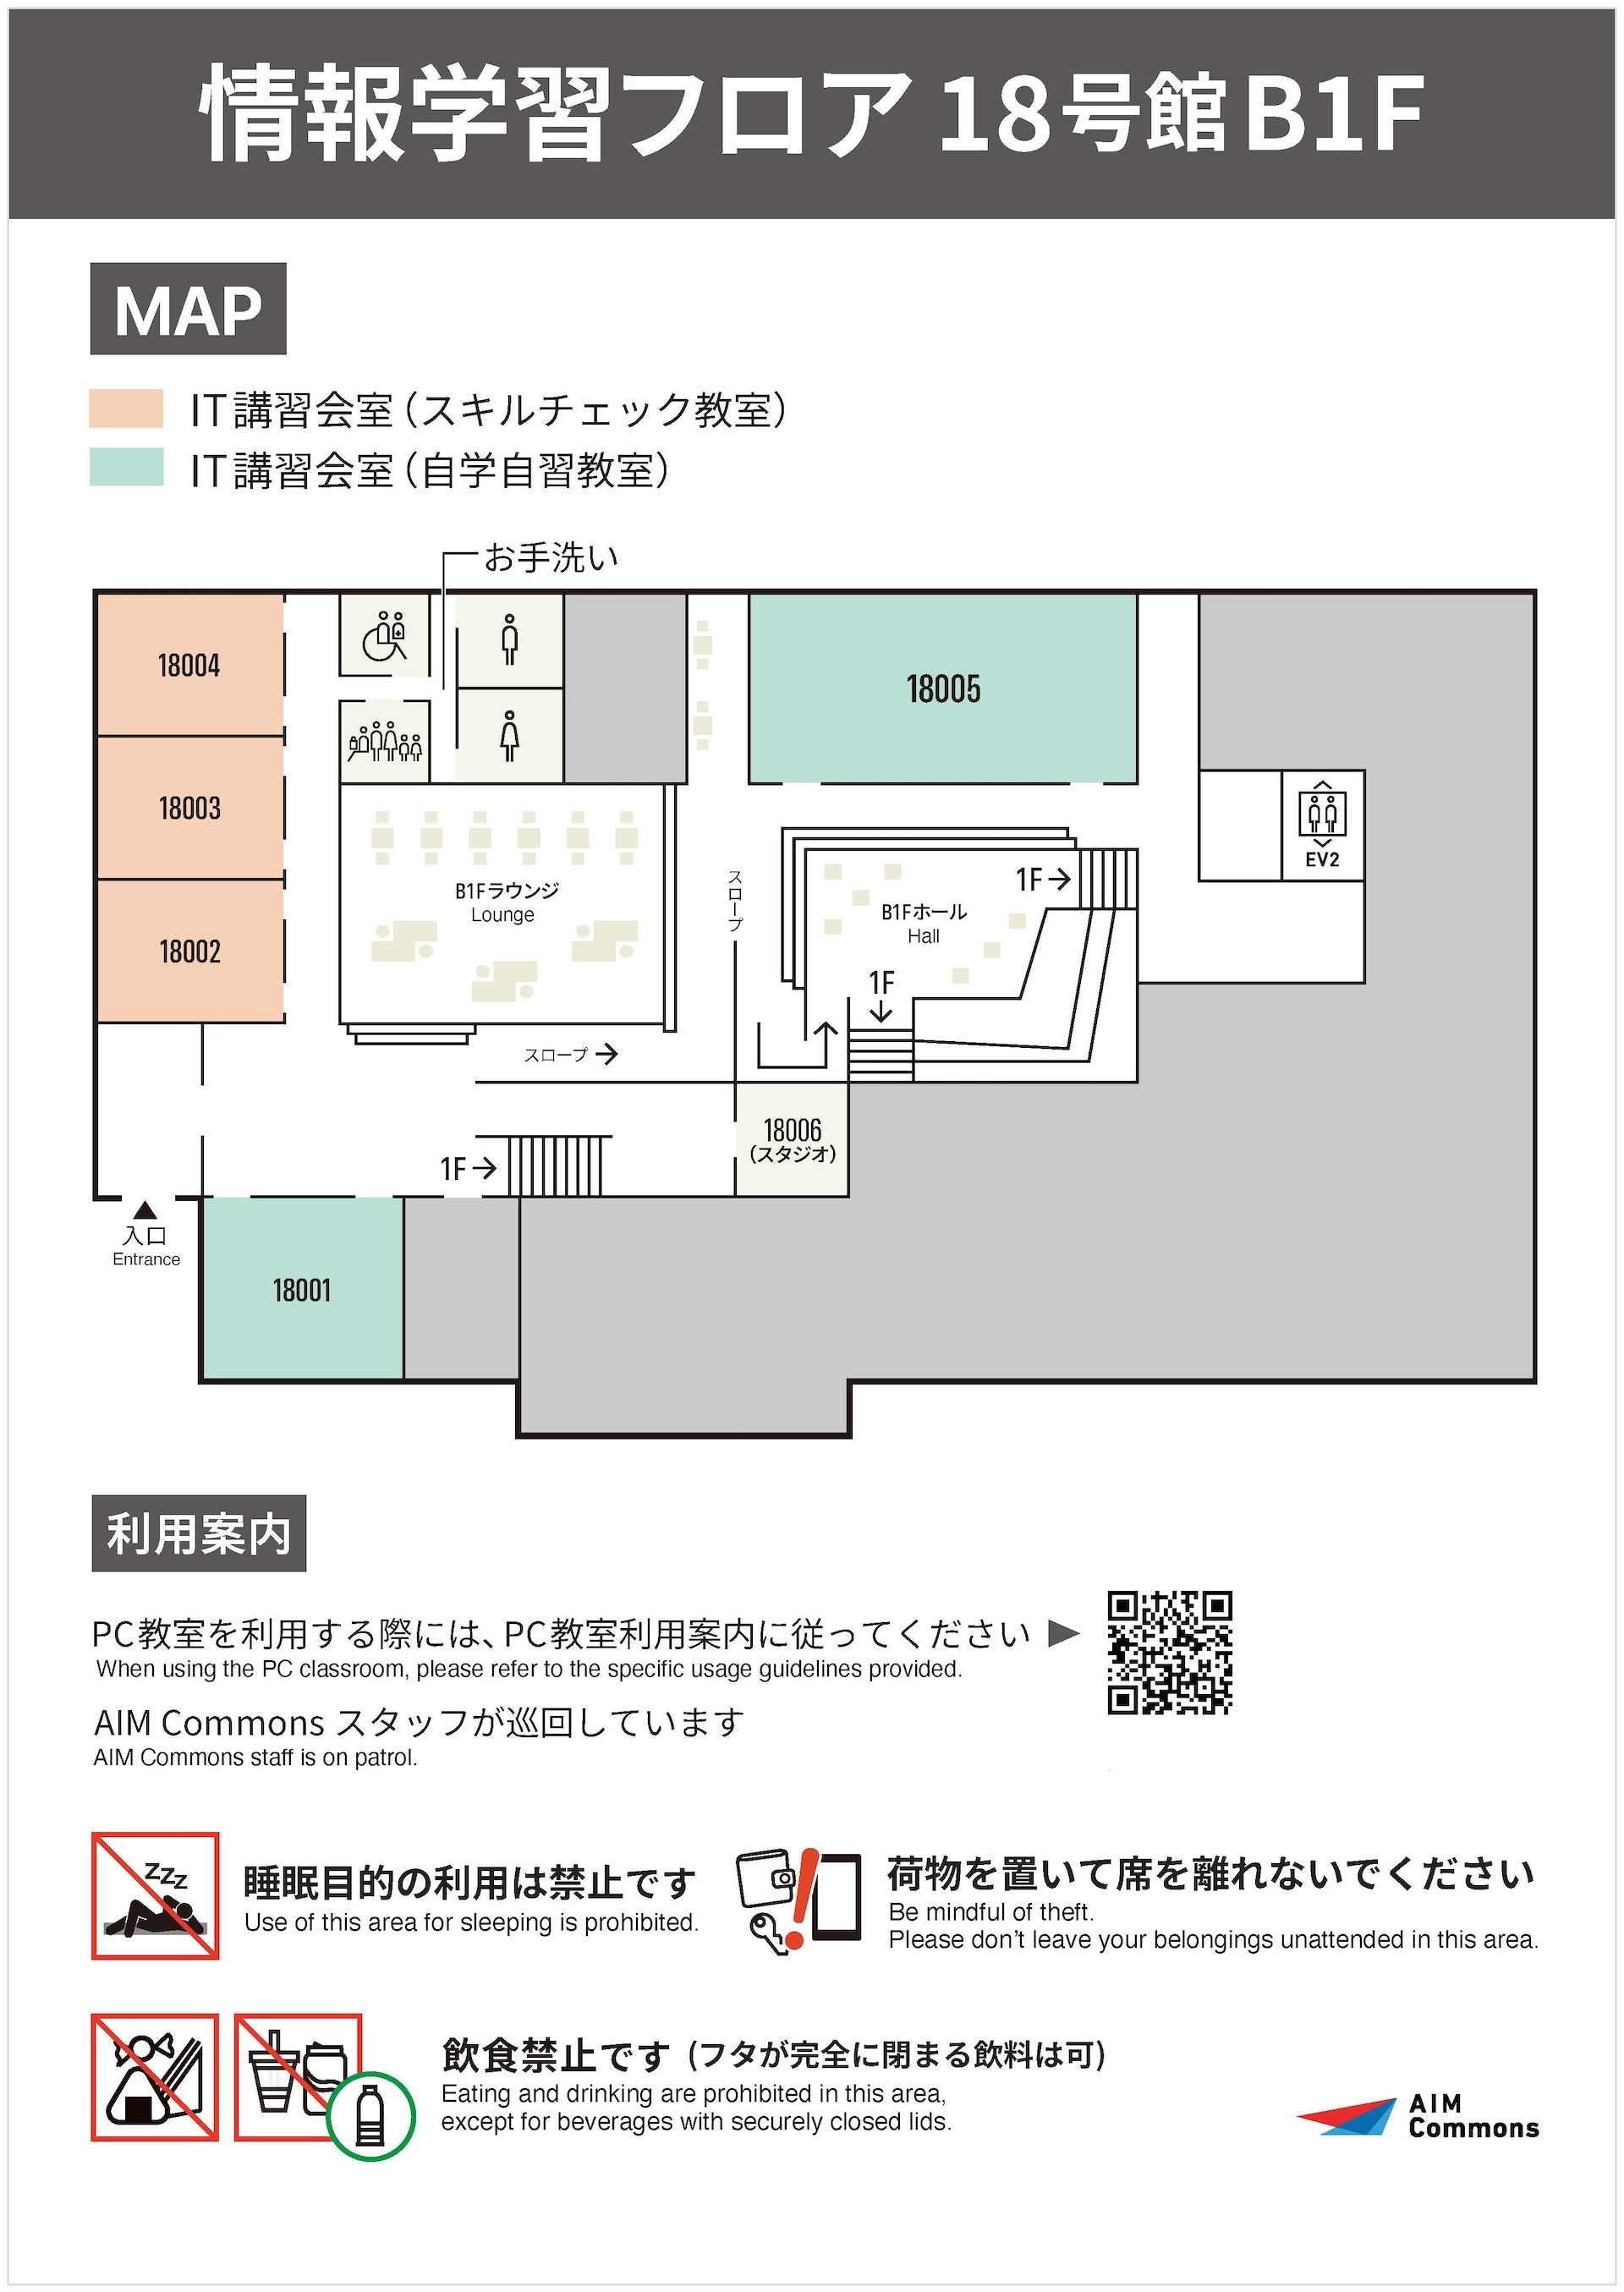 情報学習フロア 18号館 B1F
MAP
IT講習会室（スキルチェック教室）
IT講習会室（自学自習教室）
お手洗い
18004
18005
18003
EV2
スロープ
1F→
B1Fラウンジ
Lounge
B1Fホール
Hall
18002
1F
↓
スロープ→
18006
（スタジオ）
1F→
入口
Entrance
18001
利用案内
PC教室を利用する際には、PC教室利用案内に従ってください ▶
When using the PC classroom, please refer to the specific usage guidelines provided.
AIM Commons スタッフが巡回しています
AIM Commons staff is on patrol.
zzz
睡眠目的の利用は禁止です
Use of this area for sleeping is prohibited.
荷物を置いて席を離れないでください
Be mindful of theft.
Please don't leave your belongings unattended in this area.
飲食禁止です (フタが完全に閉まる飲料は可)
Eating and drinking are prohibited in this area,
except for beverages with securely closed lids.
AIM
Commons